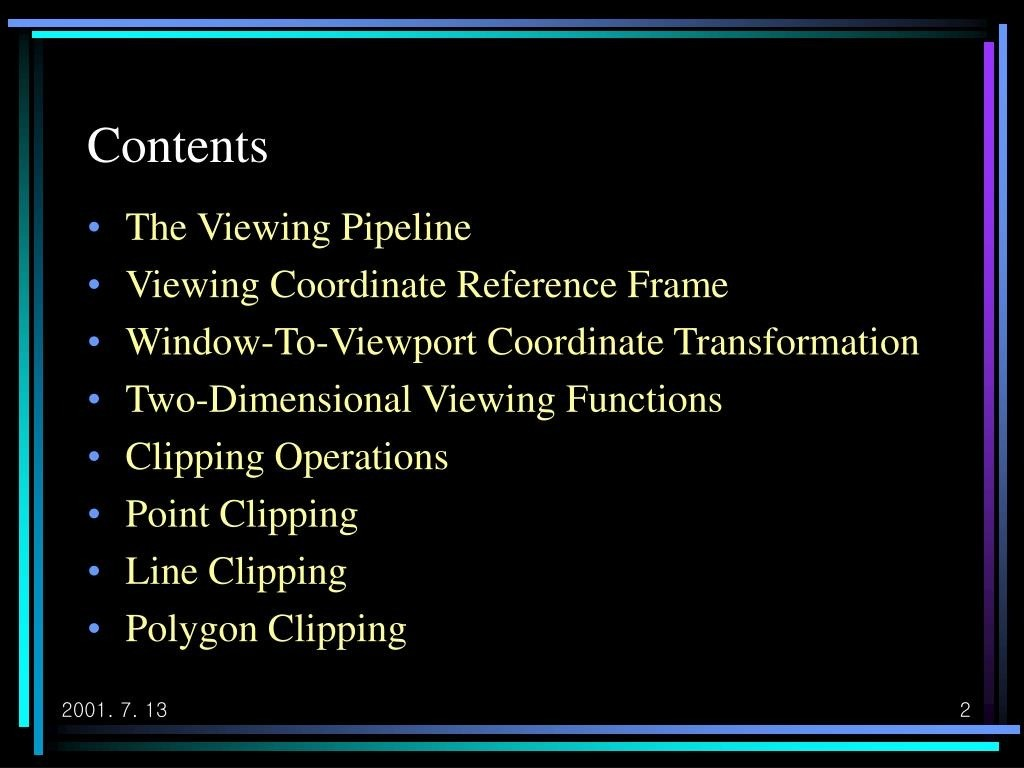 Contents
• The Viewing Pipeline
• Viewing Coordinate Reference Frame
• Window-To-Viewport Coordinate Transformation
• Two-Dimensional Viewing Functions
• Clipping Operations
• Point Clipping
• Line Clipping
• Polygon Clipping
2001. 7. 13
2